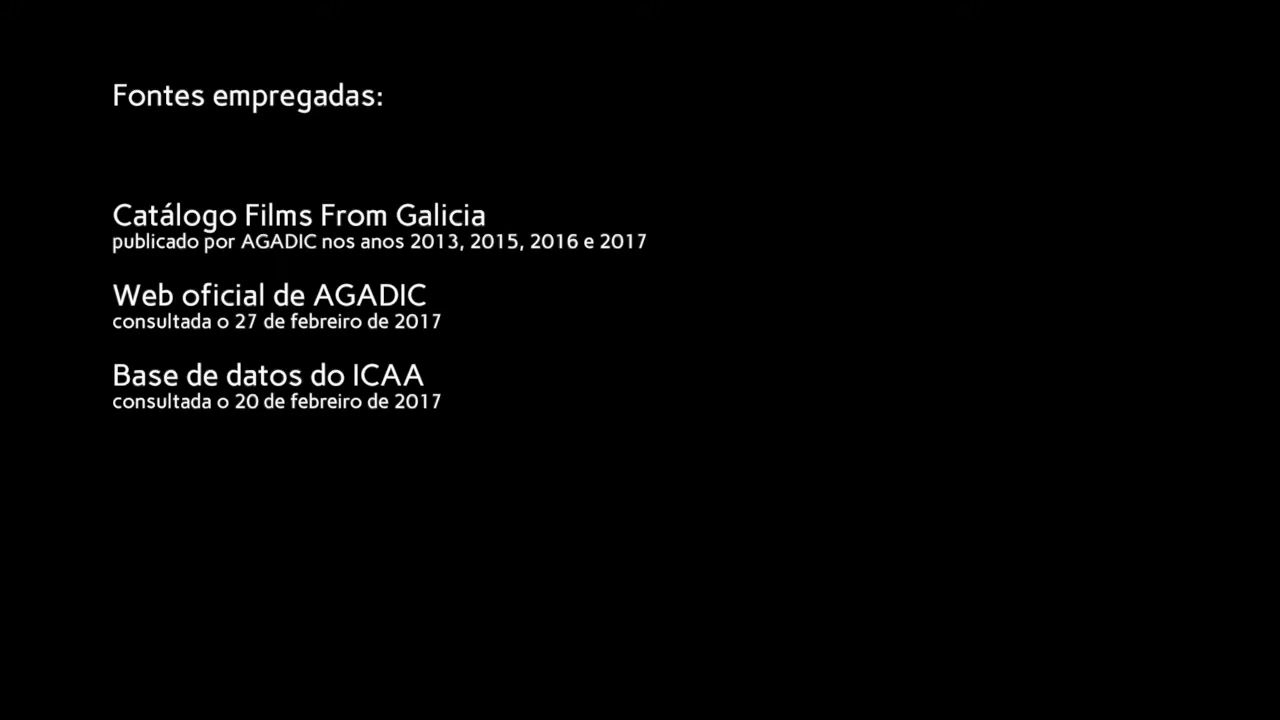 Fontes empregadas:
Catálogo Films From Galicia
publicado por AGADIC nos anos 2013, 2015, 2016 e 2017
Web oficial de AGADIC
consultada o 27 de febreiro de 2017
Base de datos do ICAA
consultada o 20 de febreiro de 2017